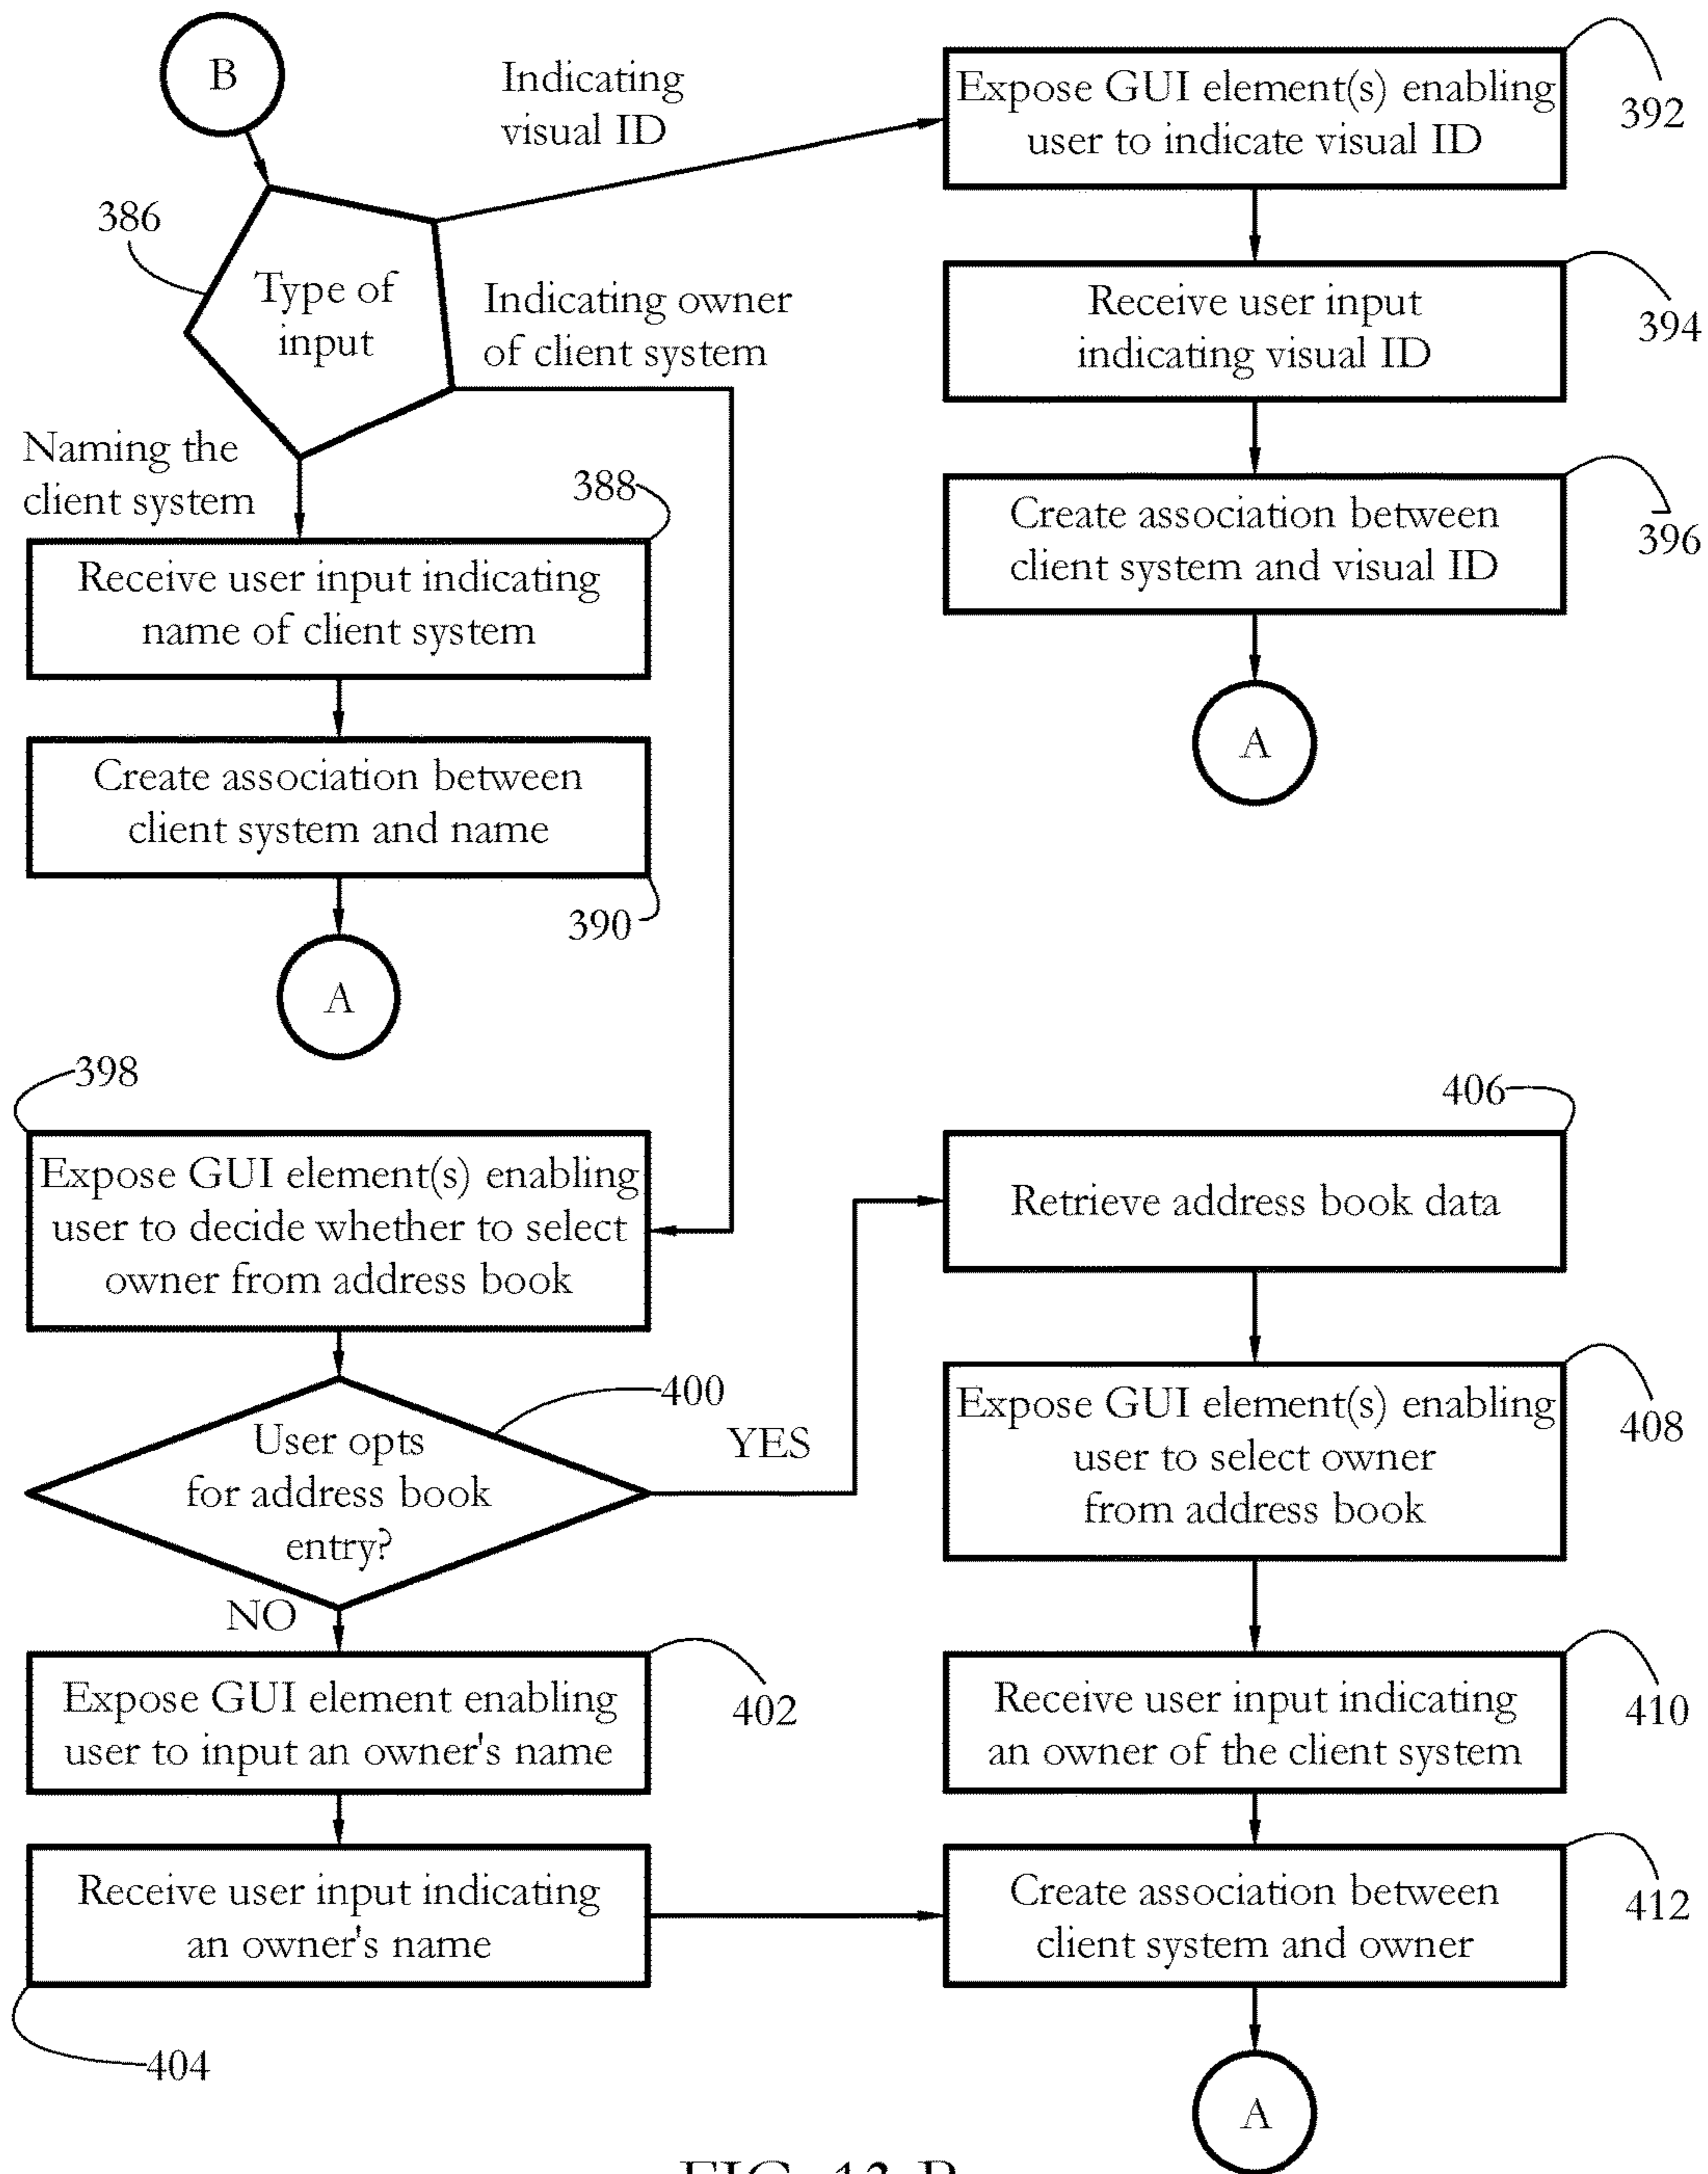 B
Indicating
visual ID
Expose GUI element(s) enabling
user to indicate visual ID
392
386
Type of
input
Indicating owner
of client system
Receive user input
indicating visual ID
394
Naming the
client system
388
Create association between
client system and visual ID
396
Receive user input indicating
name of client system
A
Create association between
client system and name
390
A
398
406
Expose GUI element(s) enabling
user to decide whether to select
owner from address book
Retrieve address book data
400
User opts
for address book
entry?
YES
NO
Expose GUI element(s) enabling
user to select owner
from address book
408
Expose GUI element enabling
user to input an owner's name
402
Receive user input indicating
an owner of the client system
410
Receive user input indicating
an owner's name
404
Create association between
client system and owner
412
A
FIG. 13-B